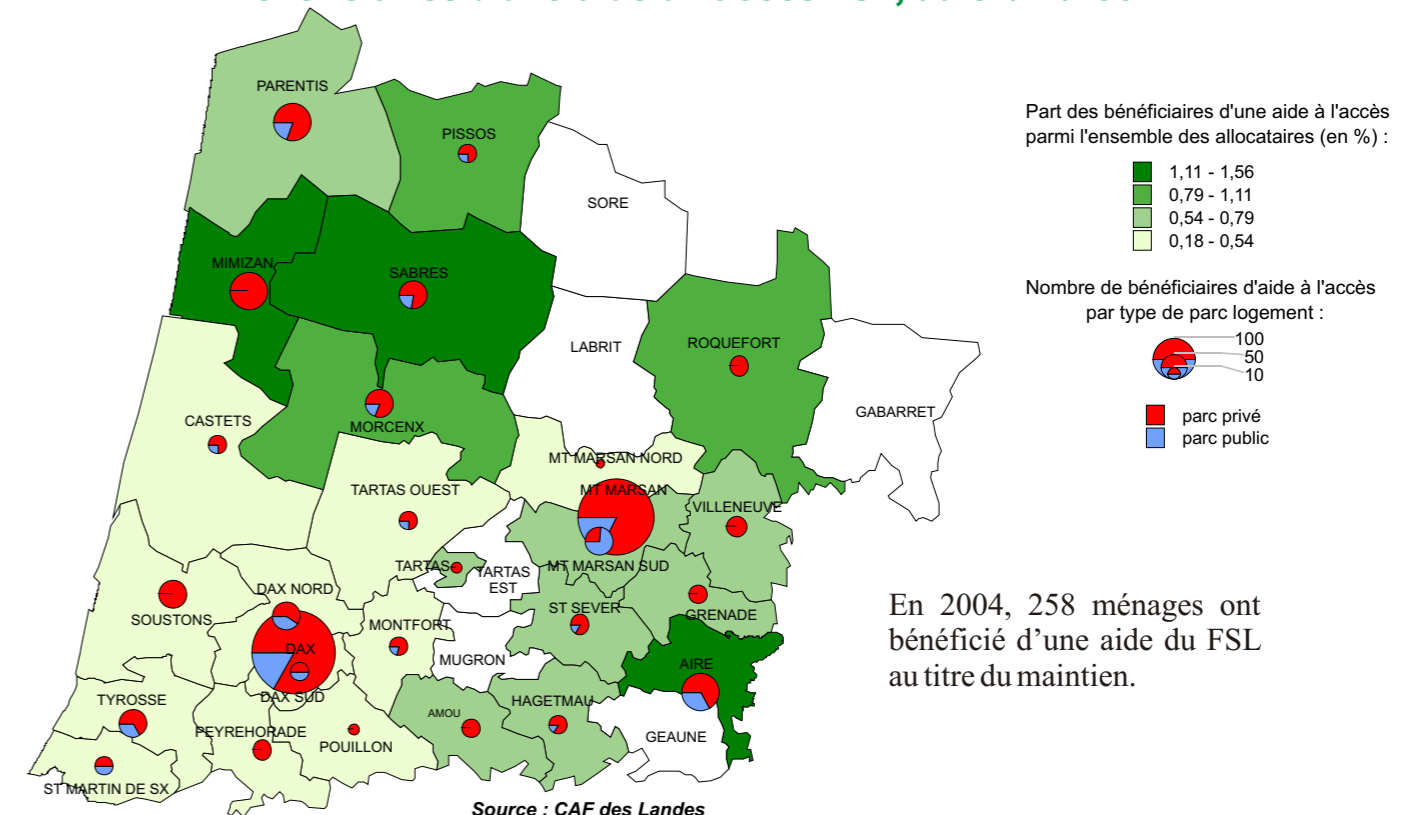 PARENTIS
PISSOS
SORE
MIMIZAN
SABRES
LABRIT
ROQUEFORT
GABARRET
CASTETS
MORCENX
MT MARSAN NORD
TARTAS OUEST
MT MARSAN
VILLENEUVE
TARTAS
TARTAS
EST
MT MARSAN SUD
DAX NORD
SOUSTONS
MONTFORT
ST SEVER
GRENADE
DAX
MUGRON
AIRE
DAX SUD
TYROSSE
PEYREHORADE
POUILLON
AMOU
HAGETMAU
GEAUNE
ST MARTIN DE SX
Source : CAF des Landes
Part des bénéficiaires d'une aide à l'accès
parmi l'ensemble des allocataires (en %) :
1,11 - 1,56
0,79 - 1,11
0,54 - 0,79
0,18 - 0,54
Nombre de bénéficiaires d'aide à l'accès
par type de parc logement :
100
50
10
parc privé
parc public
En 2004, 258 ménages ont
bénéficié d’une aide du FSL
au titre du maintien.